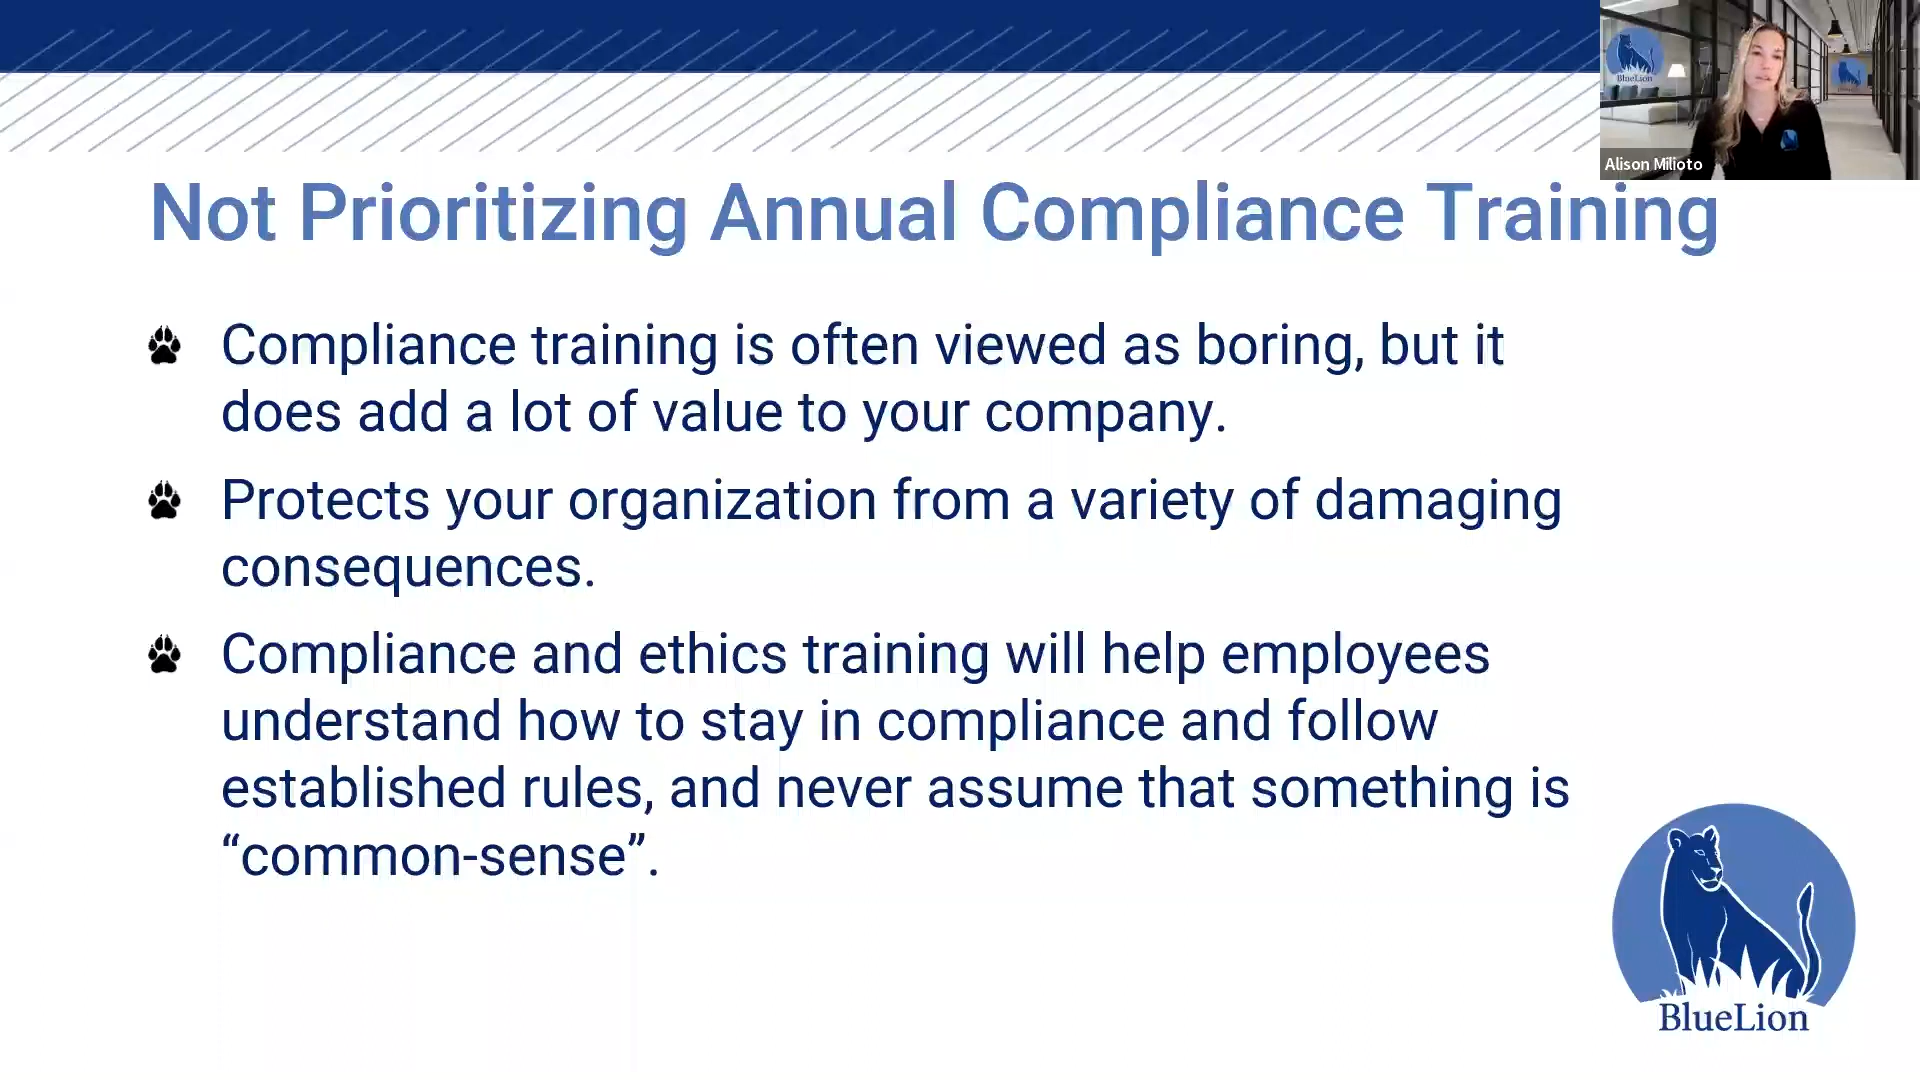 BlueLion
Alison Milioto
Not Prioritizing Annual Compliance Training
Compliance training is often viewed as boring, but it
does add a lot of value to your company.
Protects your organization from a variety of damaging
consequences.
Compliance and ethics training will help employees
understand how to stay in compliance and follow
established rules, and never assume that something is
“common-sense”.
BlueLion